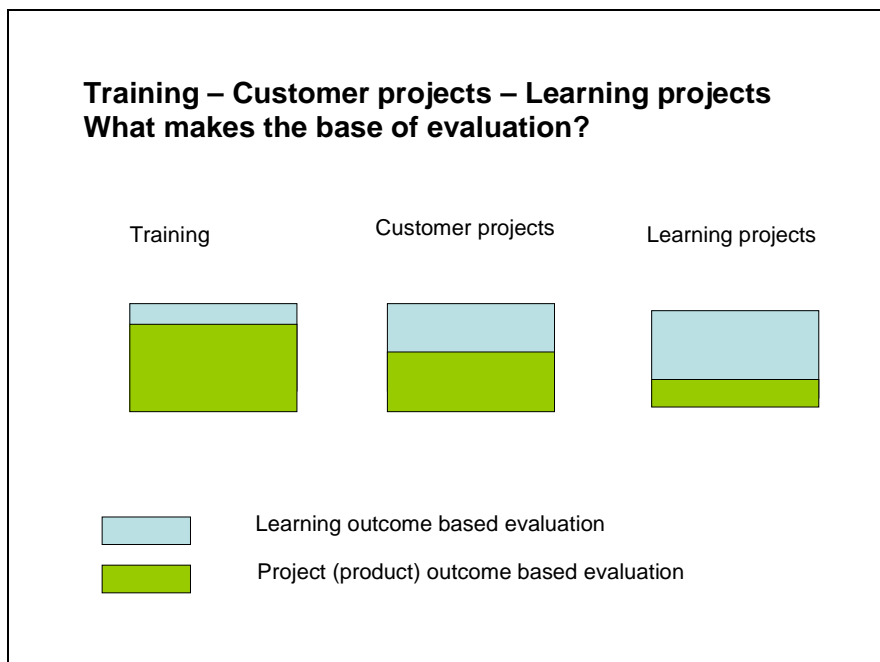 Training – Customer projects – Learning projects
What makes the base of evaluation?
Training
Customer projects
Learning projects
Learning outcome based evaluation
Project (product) outcome based evaluation